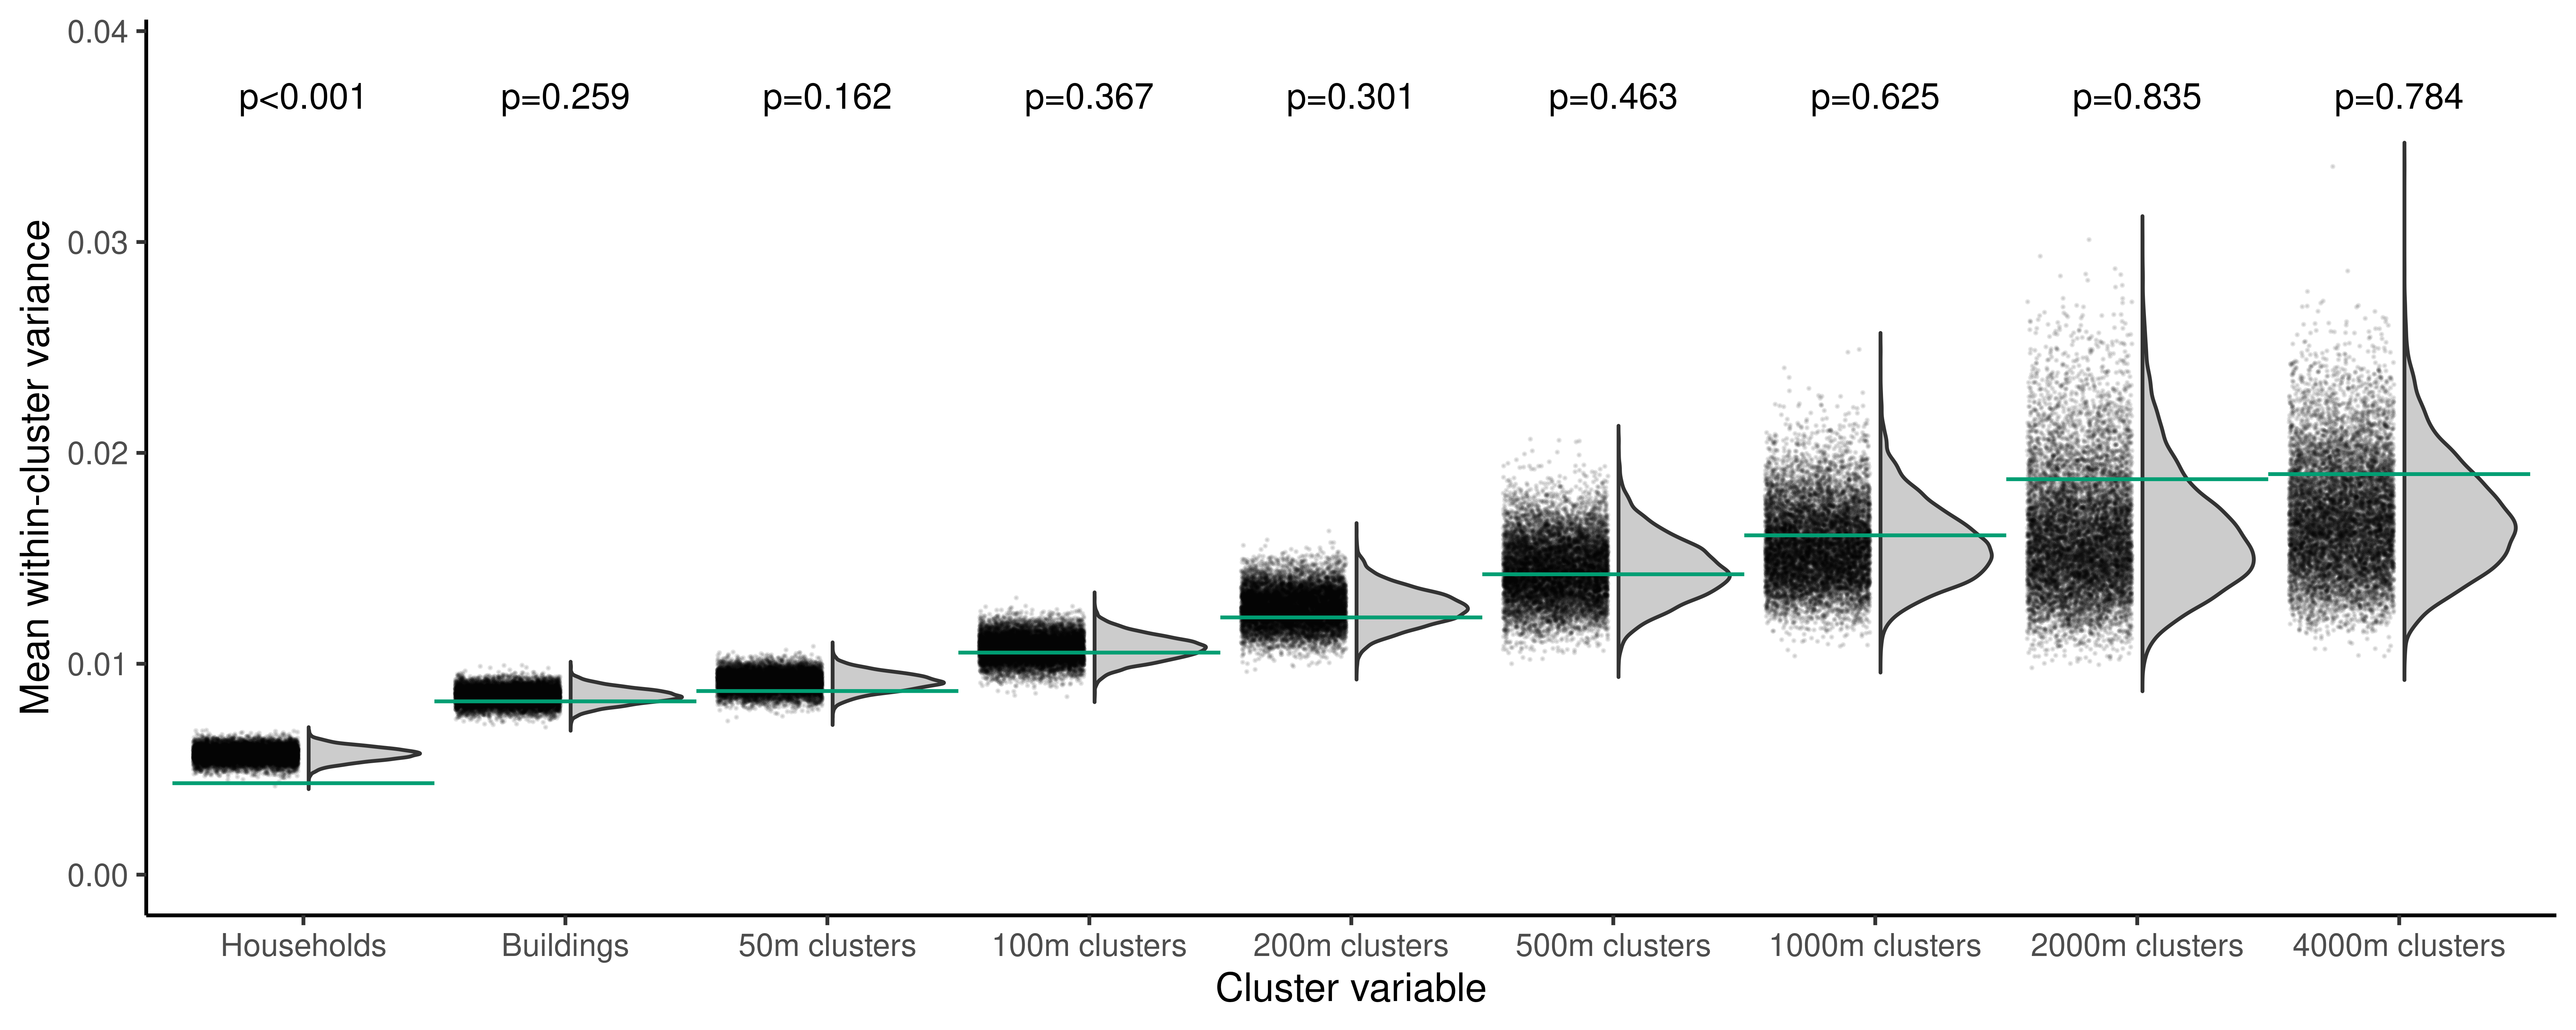 0.04
p<0.001 p=0.259 p=0.162 p=0.367 p=0.301 p=0.463 p=0.625 p=0.835 p=0.784
0.03
Mean within-cluster variance
0.02
0.01
0.00
Households Buildings 50m clusters 100m clusters 200m clusters 500m clusters 1000m clusters 2000m clusters 4000m clusters
Cluster variable